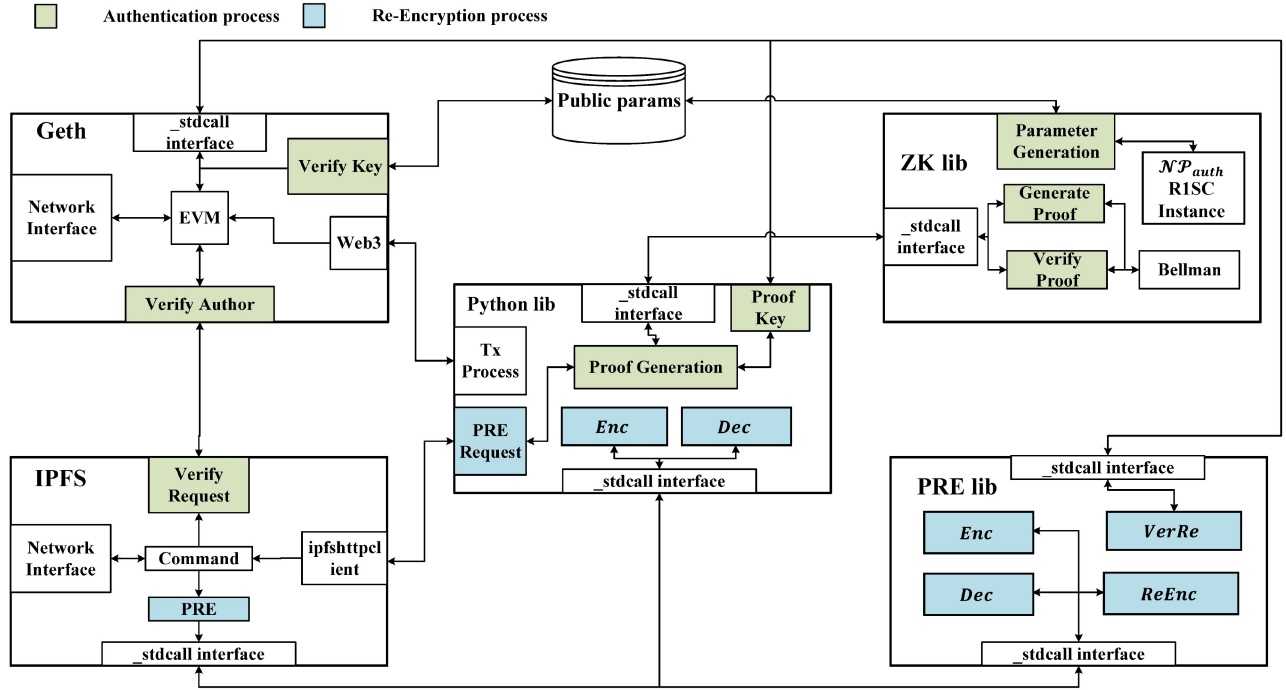 Authentication process
Re-Encryption process
Public params
Geth
_stdcall
interface
Verify Key
Network
Interface
EVM
Web3
Verify Author
ZK lib
Parameter
Generation
𝒩𝒫auth
R1SC
Instance
Generate
Proof
_stdcall
interface
Verify
Proof
Bellman
Python lib
_stdcall
interface
Proof
Key
Tx
Process
Proof Generation
PRE
Request
Enc
Dec
_stdcall interface
IPFS
Verify
Request
Network
Interface
Command
ipfshttpcl
ient
PRE
_stdcall interface
PRE lib
_stdcall interface
Enc
VerRe
Dec
ReEnc
_stdcall interface